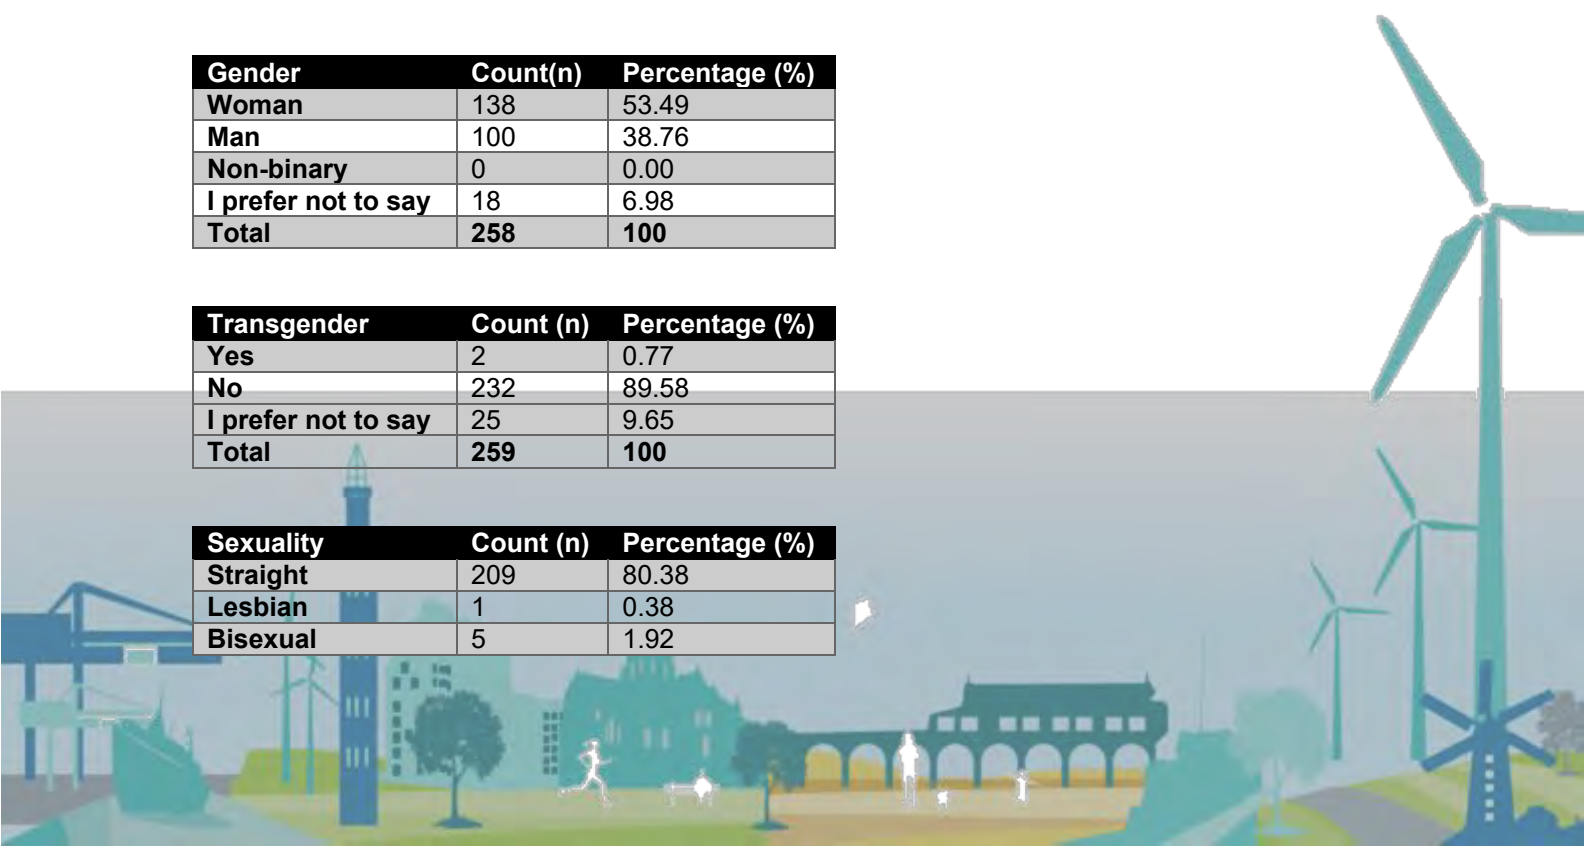 Gender Count(n) Percentage (%)
Woman 138 53.49
Man 100 38.76
Non-binary 0 0.00
I prefer not to say 18 6.98
Total 258 100
Transgender Count (n) Percentage (%)
Yes 2 0.77
No 232 89.58
I prefer not to say 25 9.65
Total 259 100
Sexuality Count (n) Percentage (%)
Straight 209 80.38
Lesbian 1 0.38
Bisexual 5 1.92